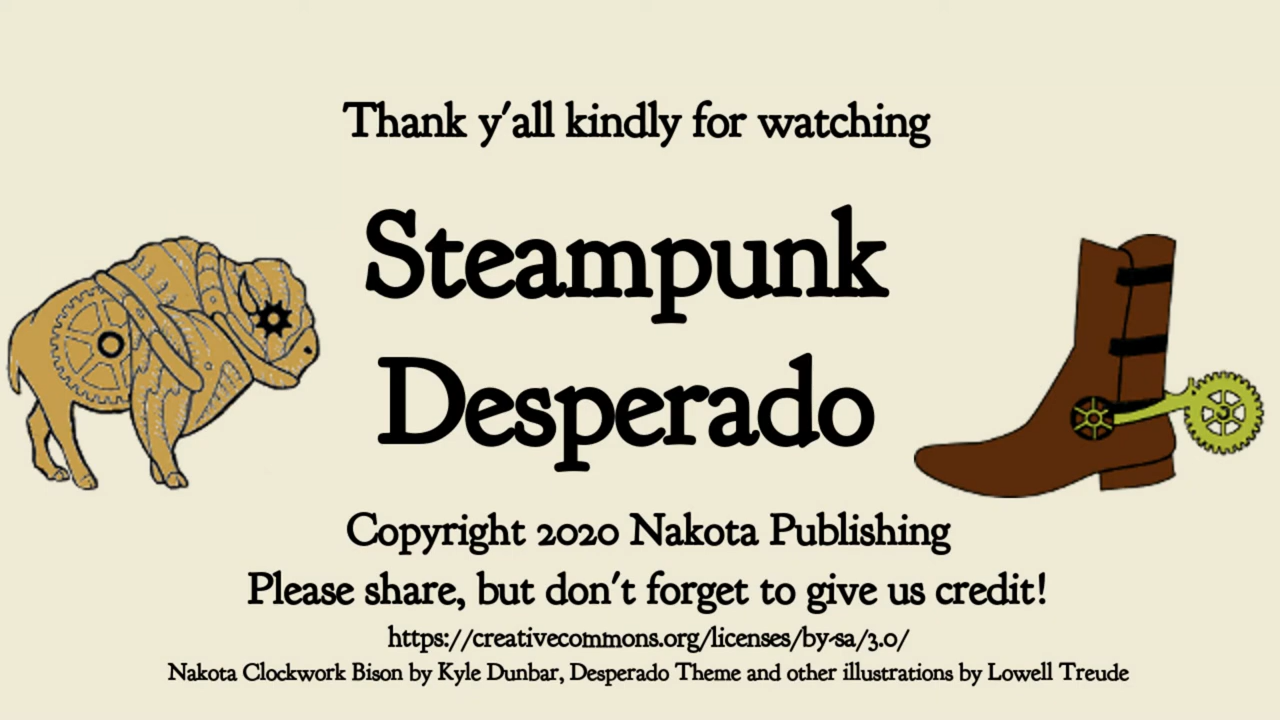 Thank y'all kindly for watching
Steampunk
Desperado
Copyright 2020 Nakota Publishing
Please share, but don't forget to give us credit!
https://creativecommons.org/licenses/by-sa/3.0/
Nakota Clockwork Bison by Kyle Dunbar, Desperado Theme and other illustrations by Lowell Treude